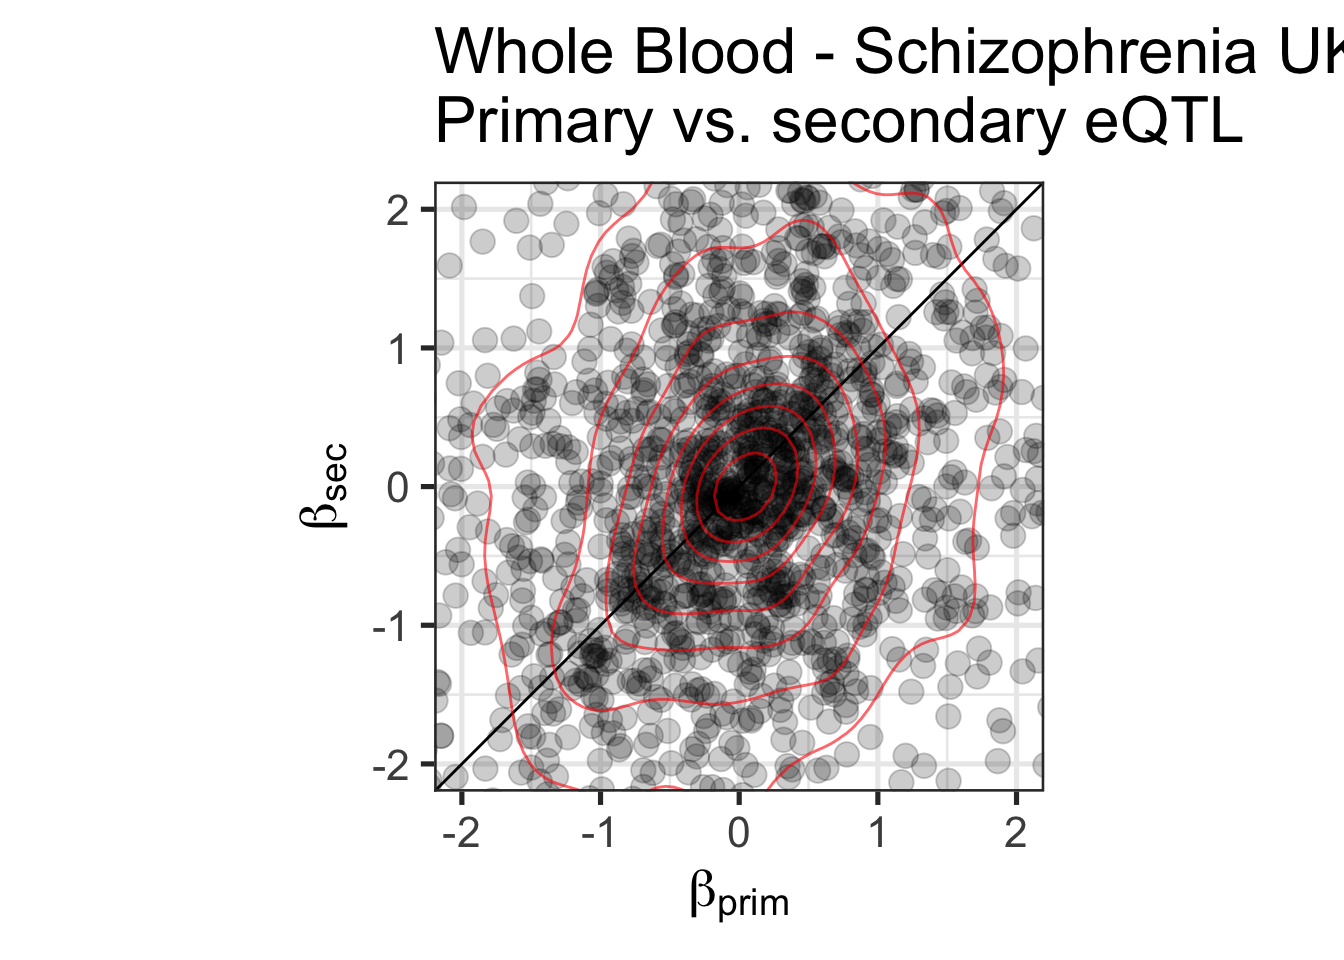 Whole Blood - Schizophrenia UK
Primary vs. secondary eQTL
2
1
0
-1
-2
βsec
-2 -1 0 1 2
βprim